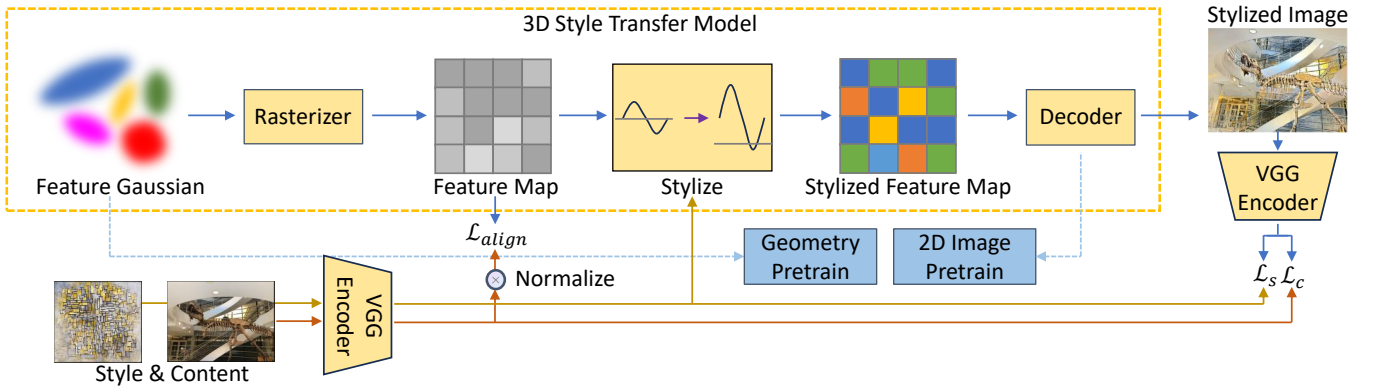 3D Style Transfer Model
Stylized Image
Rasterizer
Decoder
Feature Gaussian
Feature Map
Stylize
Stylized Feature Map
VGG
Encoder
ℒ_align
Geometry
Pretrain
2D Image
Pretrain
Normalize
VGG
Encoder
ℒ_s ℒ_c
Style & Content